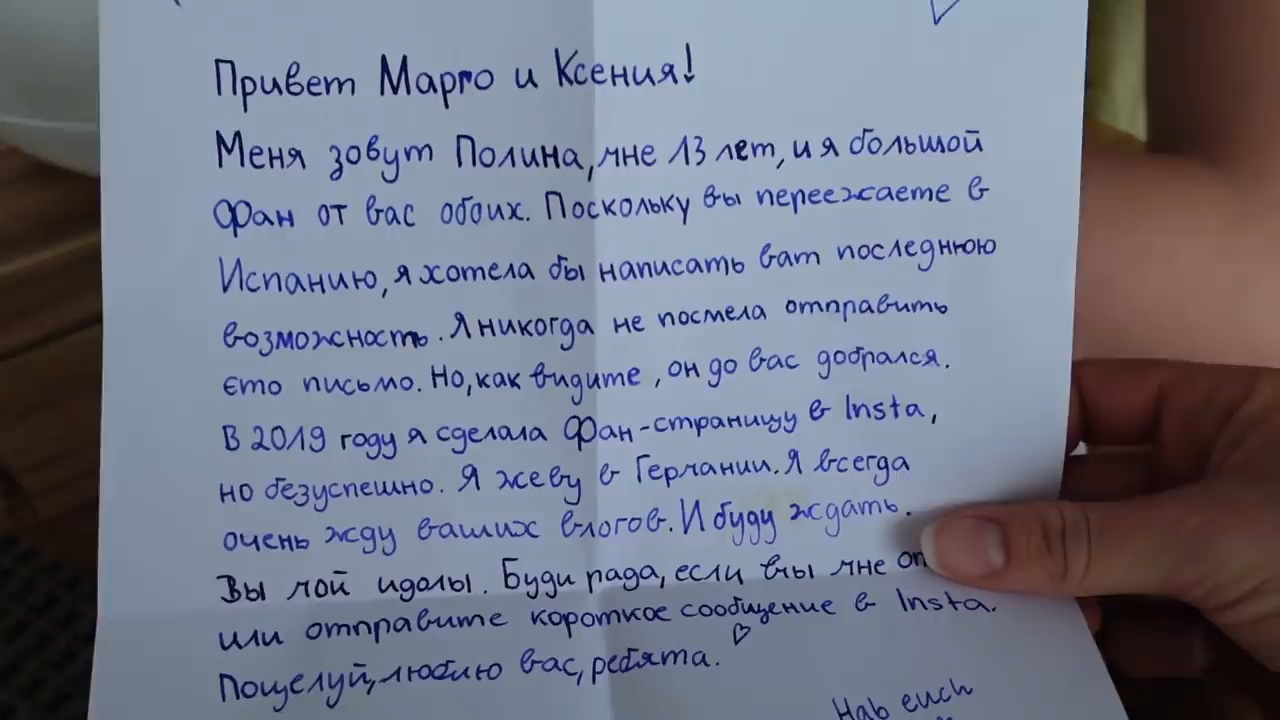 Привет Марго и Ксения!
Меня зовут Полина, мне 13 лет, и я большой
Фан от вас обоих. Поскольку вы переежаете в
Испанию, я хотела бы написать вам последнюю
возможность. Я никогда не посмела отправить
єто письмо. Но, как видите, он до вас добрался.
В 2019 году я сделала Фан-страницу в Insta,
но безуспешно. Я жеву в Германии. Я всегда
очень жду ваших влогов. И буду ждать.
Вы мой идолы. Буди рада, если вы мне
или отправите короткое сообщение в Insta.
Поцелуй, люблю вас, ребята.
Hab euch